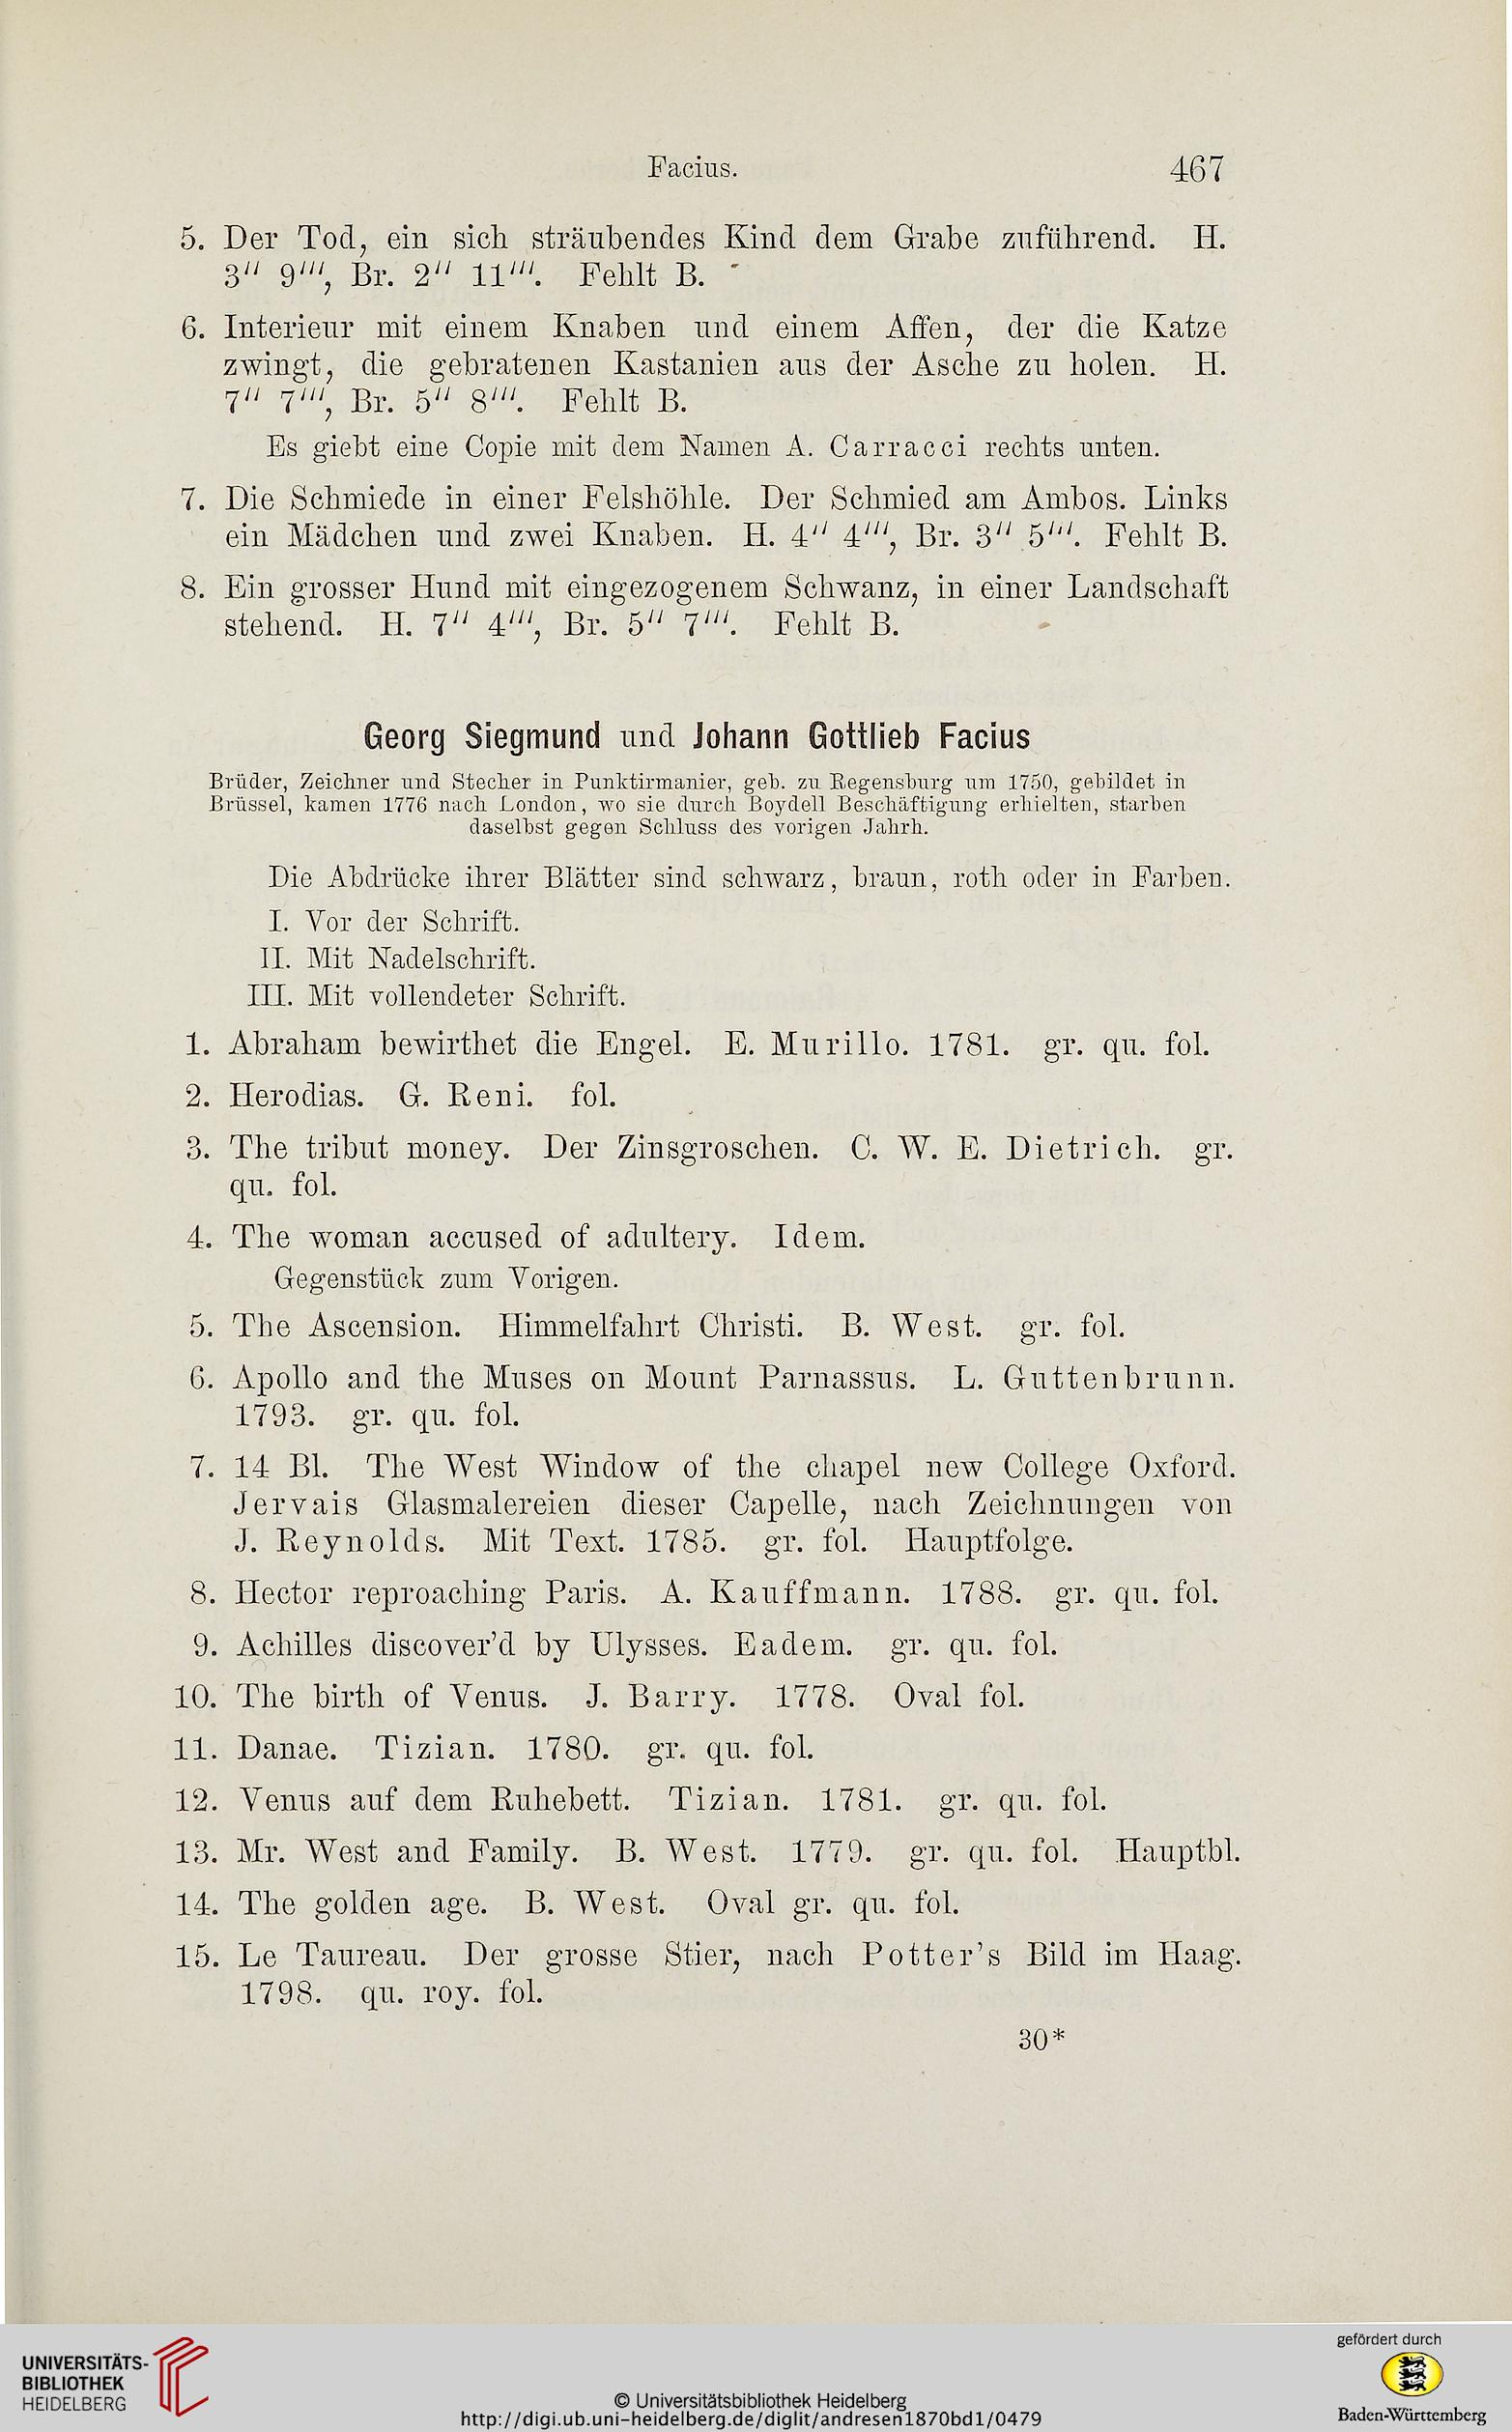 Facius. 467
5. Der Tod, ein sich sträubendes Kind dem Grabe zuführend. H.
3'' 9''', Br. 2'' 11'''. Fehlt B.
6. Interieur mit einem Knaben und einem Affen, der die Katze
zwingt, die gebratenen Kastanien aus der Asche zu holen. H.
7'' 7''', Br. 5'' 8'''. Fehlt B.
Es giebt eine Copie mit dem Namen A. Carracci rechts unten.
7. Die Schmiede in einer Felshöhle. Der Schmied am Ambos. Links
ein Mädchen und zwei Knaben. H. 4'' 4''', Br. 3'' 5'''. Fehlt B.
8. Ein grosser Hund mit eingezogenem Schwanz, in einer Landschaft
stehend. H. 7'' 4''', Br. 5'' 7'''. Fehlt B.
Georg Siegmund und Johann Gottlieb Facius
Brüder, Zeichner und Stecher in Punktirmanier, geb. zu Regensburg um 1750, gebildet in
Brüssel, kamen 1776 nach London, wo sie durch Boydell Beschäftigung erhielten, starben
daselbst gegen Schluss des vorigen Jahrh.
Die Abdrücke ihrer Blätter sind schwarz, braun, roth oder in Farben.
I. Vor der Schrift.
II. Mit Nadelschrift.
III. Mit vollendeter Schrift.
1. Abraham bewirthet die Engel. E. Murillo. 1781. gr. qu. fol.
2. Herodias. G. Reni. fol.
3. The tribut money. Der Zinsgroschen. C. W. E. Dietrich. gr.
qu. fol.
4. The woman accused of adultery. Idem.
Gegenstück zum Vorigen.
5. The Ascension. Himmelfahrt Christi. B. West. gr. fol.
6. Apollo and the Muses on Mount Parnassus. L. Guttenbrunn.
1793. gr. qu. fol.
7. 14 Bl. The West Window of the chapel new College Oxford.
Jervais Glasmalereien dieser Capelle, nach Zeichnungen von
J. Reynolds. Mit Text. 1785. gr. fol. Hauptfolge.
8. Hector reproaching Paris. A. Kauffmann. 1788. gr. qu. fol.
9. Achilles discover'd by Ulysses. Eadem. gr. qu. fol.
10. The birth of Venus. J. Barry. 1778. Oval fol.
11. Danae. Tizian. 1780. gr. qu. fol.
12. Venus auf dem Ruhebett. Tizian. 1781. gr. qu. fol.
13. Mr. West and Family. B. West. 1779. gr. qu. fol. Hauptbl.
14. The golden age. B. West. Oval gr. qu. fol.
15. Le Taureau. Der grosse Stier, nach Potter's Bild im Haag.
1798. qu. roy. fol.
30*
UNIVERSITÄTS-
BIBLIOTHEK
HEIDELBERG
© Universitätsbibliothek Heidelberg
http://digi.ub.uni-heidelberg.de/diglit/andresen1870bd1/0479
gefördert durch
Baden-Württemberg